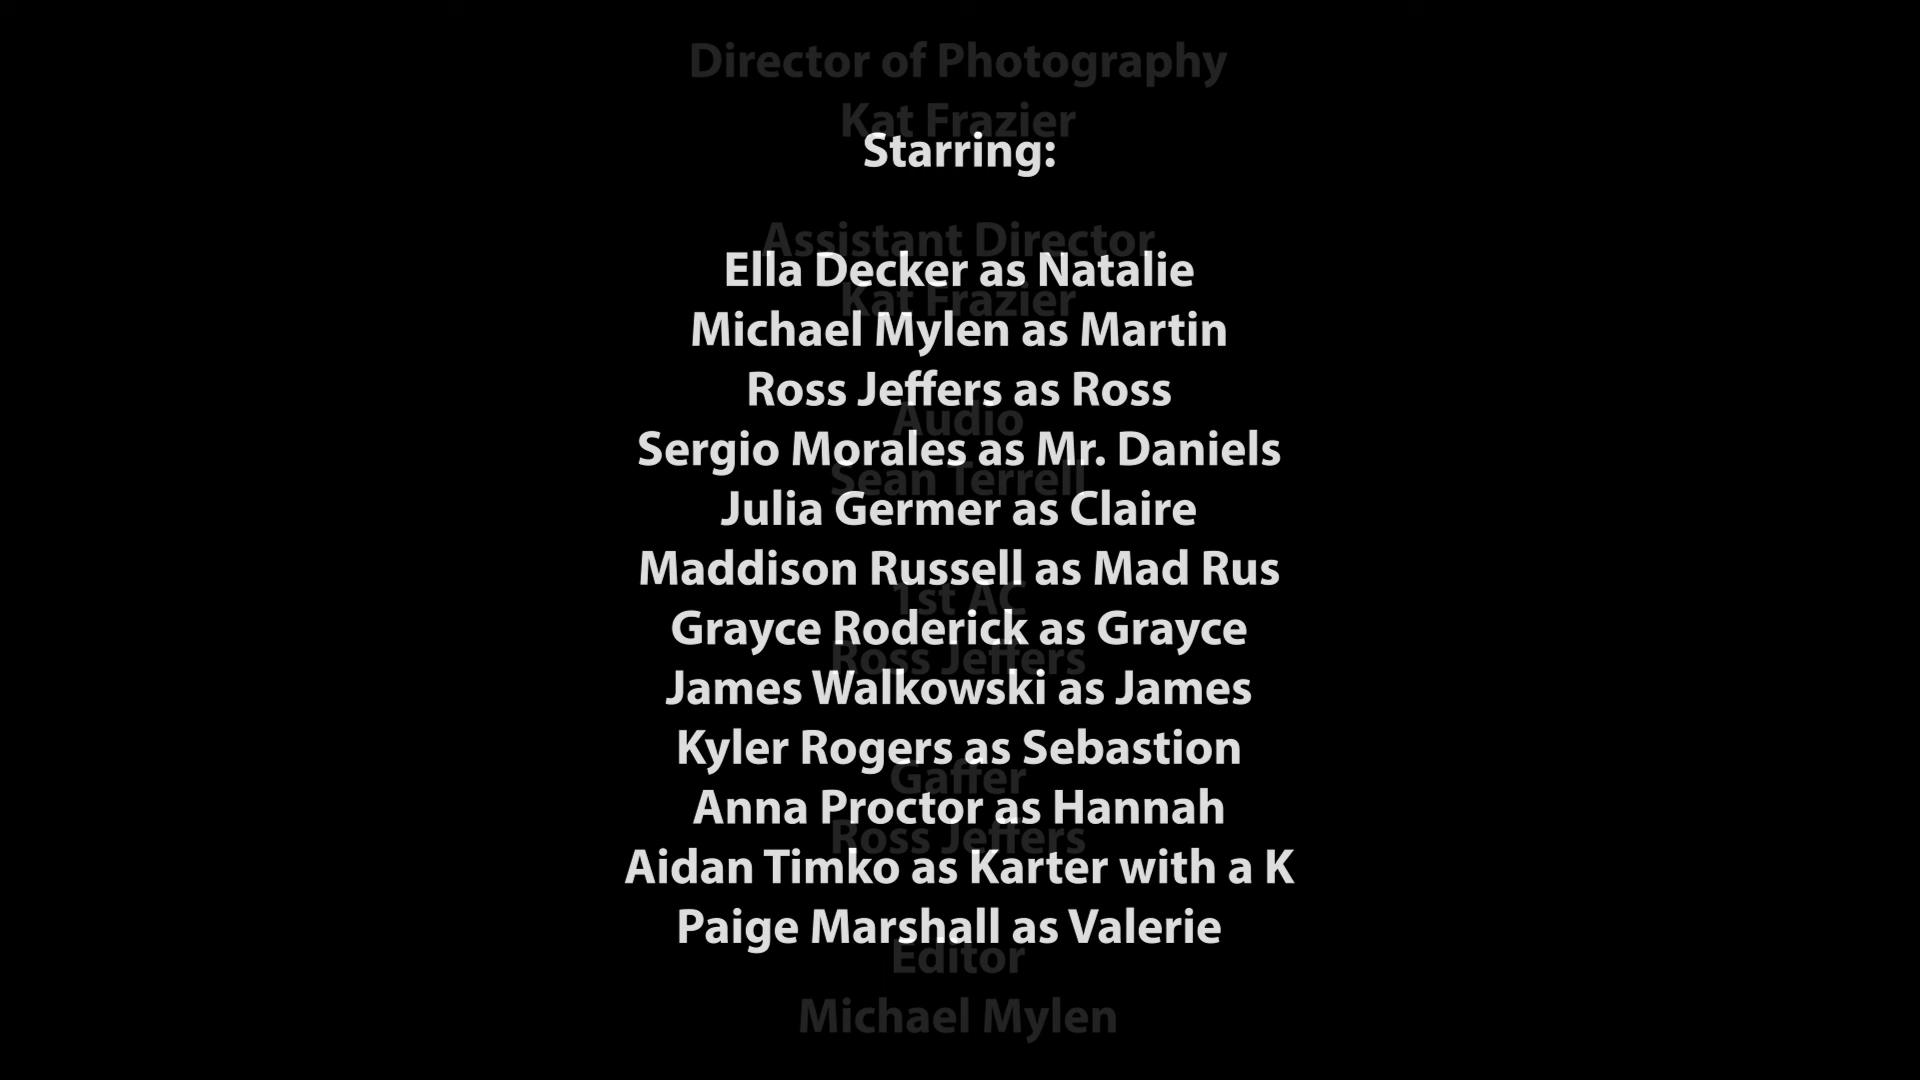 Director of Photography
Kat Frazier
Starring:
Assistant Director
Ella Decker as Natalie
Kat Frazier
Michael Mylen as Martin
Ross Jeffers as Ross
Audio
Sergio Morales as Mr. Daniels
Sean Terrell
Julia Germer as Claire
Maddison Russell as Mad Rus
1st AC
Grayce Roderick as Grayce
Ross Jeffers
James Walkowski as James
Kyler Rogers as Sebastion
Gaffer
Anna Proctor as Hannah
Ross Jeffers
Aidan Timko as Karter with a K
Paige Marshall as Valerie
Editor
Michael Mylen